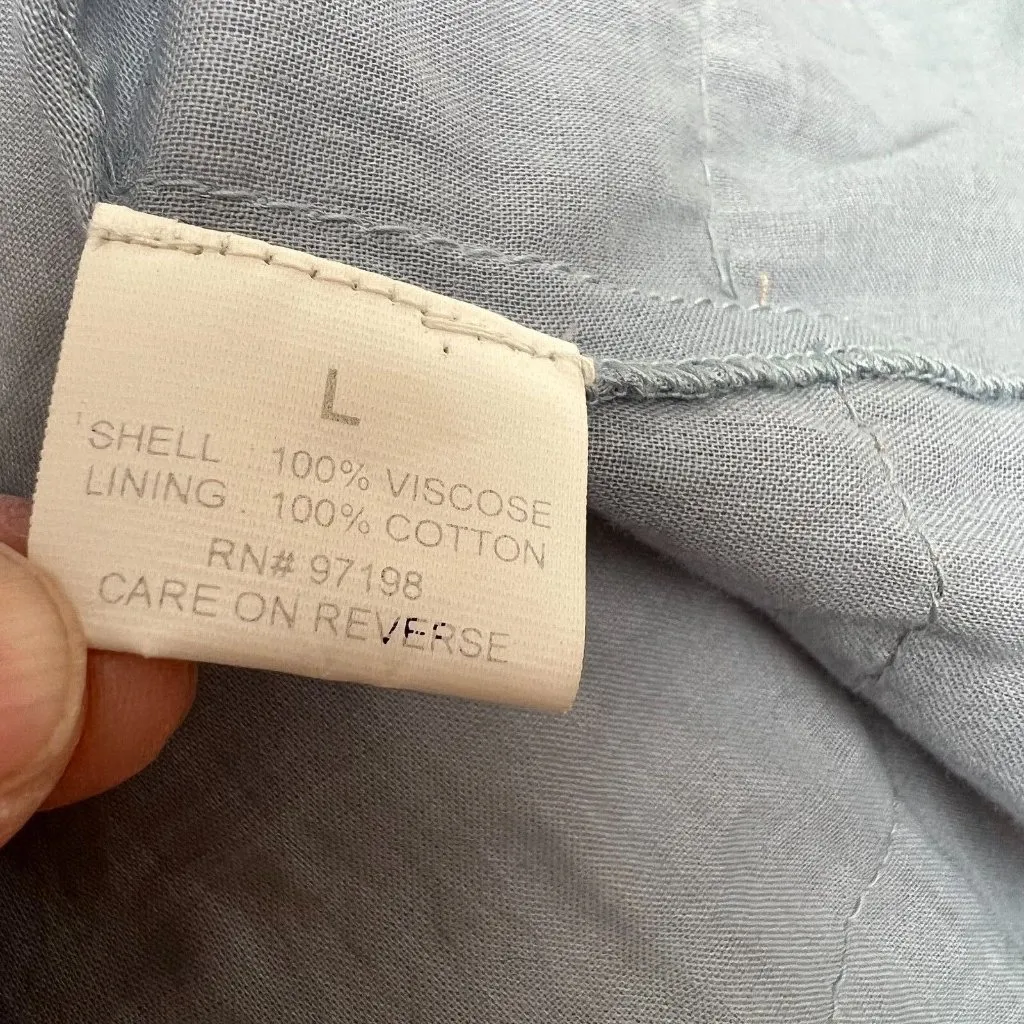 L
SHELL : 100% VISCOSE
LINING : 100% COTTON
RN# 97198
CARE ON REVERSE